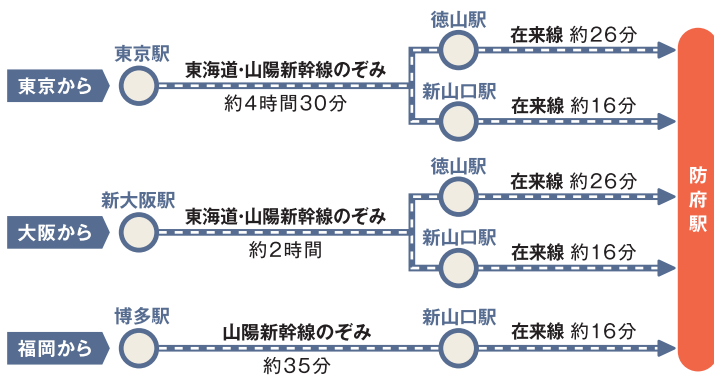 東京から
東京駅
東海道・山陽新幹線のぞみ
約4時間30分
徳山駅
在来線 約26分
新山口駅
在来線 約16分
大阪から
新大阪駅
東海道・山陽新幹線のぞみ
約2時間
徳山駅
在来線 約26分
新山口駅
在来線 約16分
福岡から
博多駅
山陽新幹線のぞみ
約35分
新山口駅
在来線 約16分
防府駅